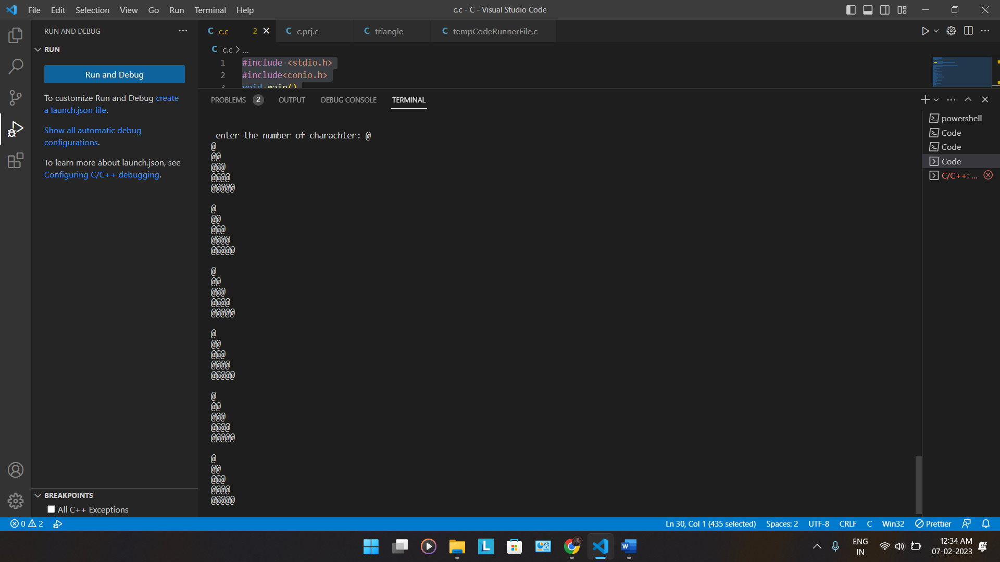 File Edit Selection View Go Run Terminal Help
c.c - C - Visual Studio Code
RUN AND DEBUG
RUN
Run and Debug
To customize Run and Debug create
a launch.json file.
Show all automatic debug
configurations.
To learn more about launch.json, see
Configuring C/C++ debugging.
BREAKPOINTS
All C++ Exceptions
C c.c 2
C c.prj.c
C triangle
C tempCodeRunnerFile.c
C c.c > ...
1 #include <stdio.h>
2 #include<conio.h>
3 void main()
PROBLEMS 2 OUTPUT DEBUG CONSOLE TERMINAL
enter the number of charachter: @
@
@@
@@@
@@@@
@@@@@
@
@@
@@@
@@@@
@@@@@
@
@@
@@@
@@@@
@@@@@
@
@@
@@@
@@@@
@@@@@
@
@@
@@@
@@@@
@@@@@
@
@@
@@@
@@@@
@@@@@
powershell
Code
Code
Code
C/C++: ...
0 2
Ln 30, Col 1 (435 selected) Spaces: 2 UTF-8 CRLF C Win32 Prettier
L
W
ENG
IN
12:34 AM
07-02-2023